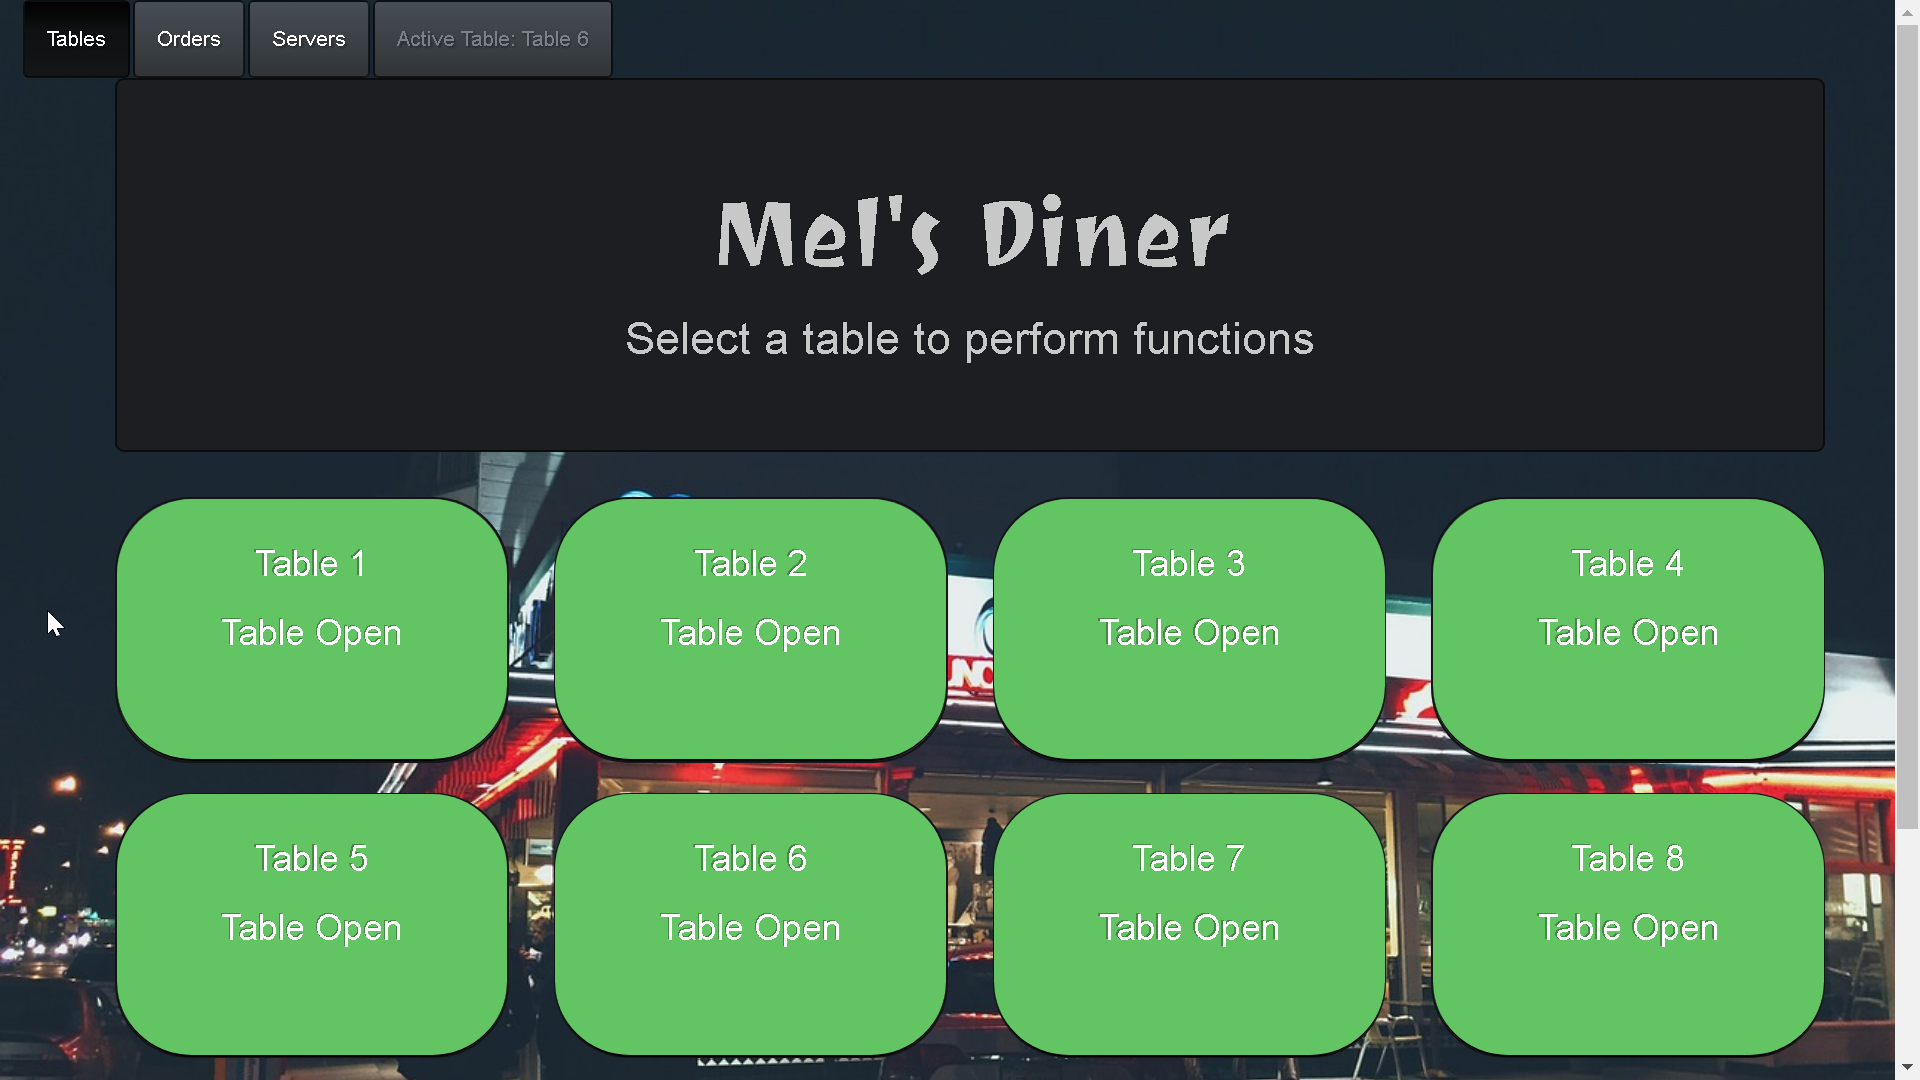 Tables Orders Servers Active Table: Table 6
Mel's Diner
Select a table to perform functions
Table 1 Table 2 Table 3 Table 4
Table Open Table Open Table Open Table Open
Table 5 Table 6 Table 7 Table 8
Table Open Table Open Table Open Table Open